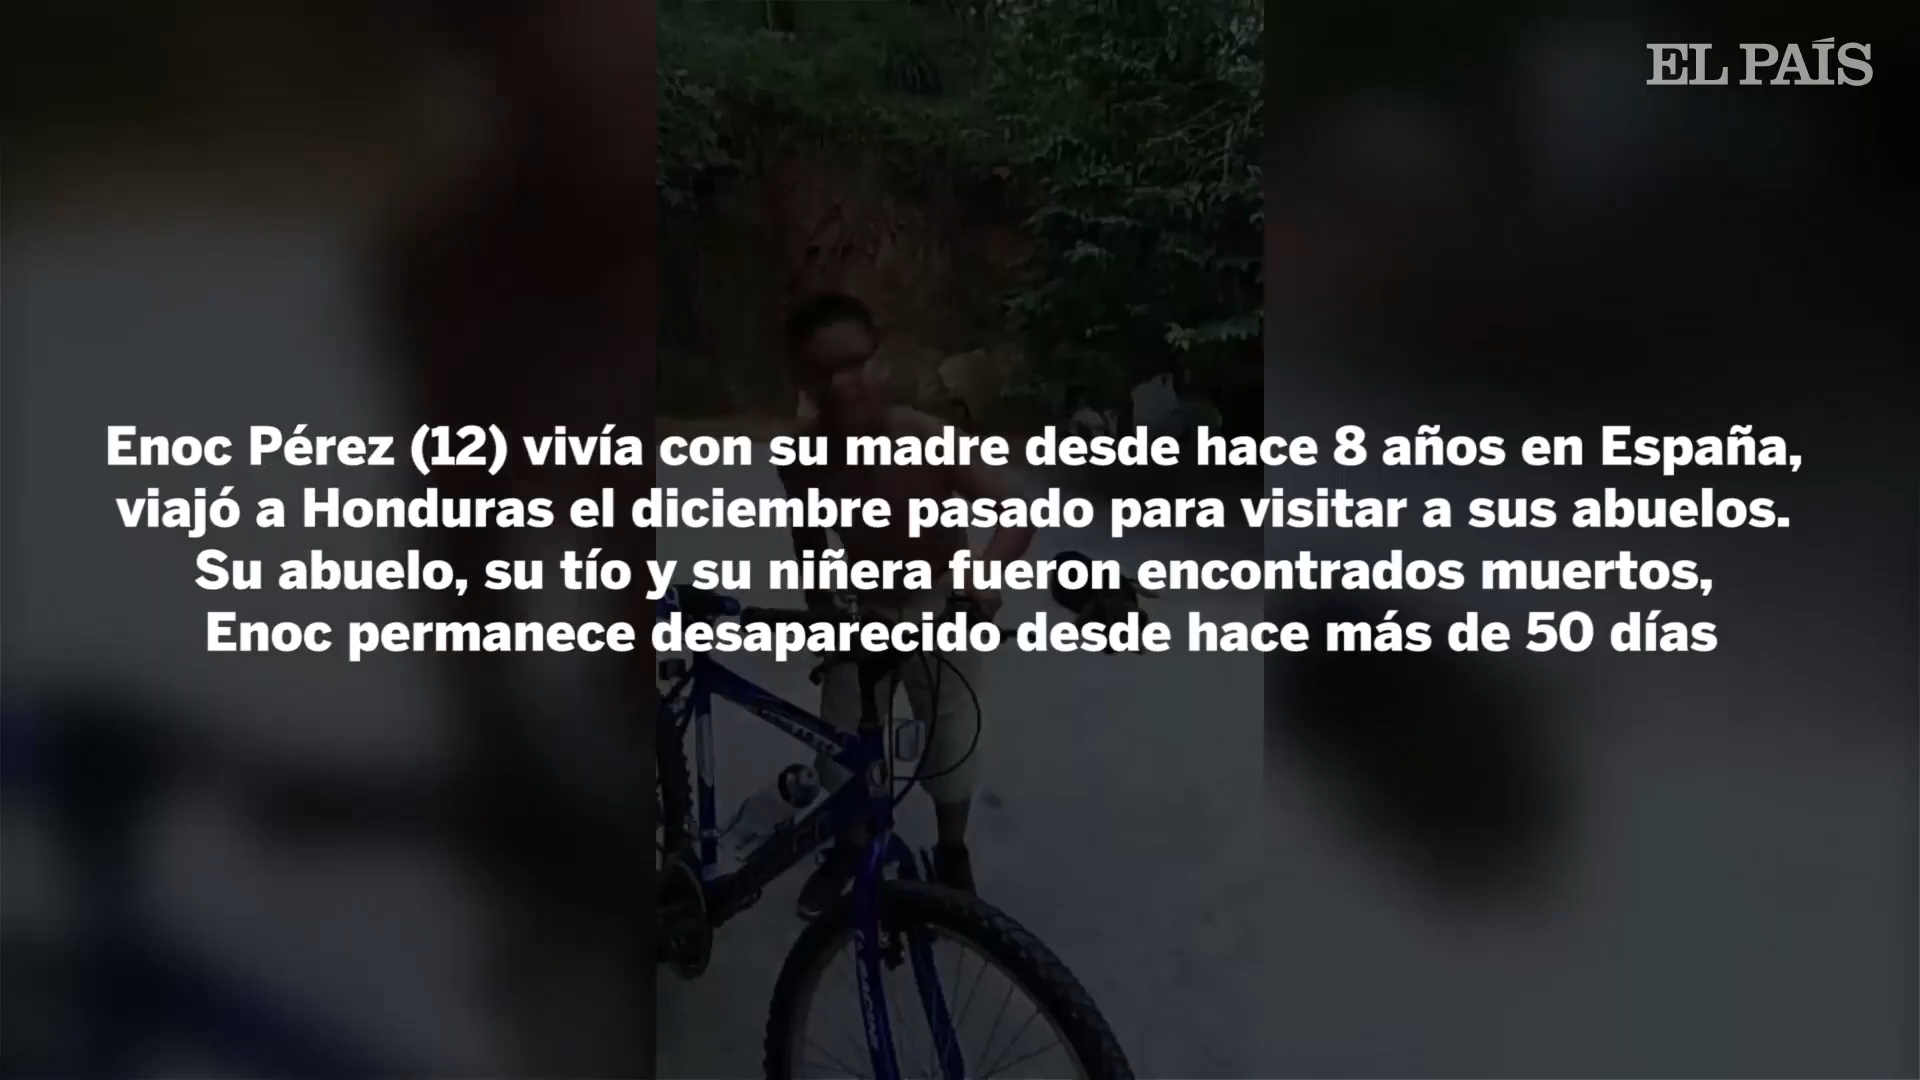 EL PAÍS
Enoc Pérez (12) vivía con su madre desde hace 8 años en España,
viajó a Honduras el diciembre pasado para visitar a sus abuelos.
Su abuelo, su tío y su niñera fueron encontrados muertos,
Enoc permanece desaparecido desde hace más de 50 días